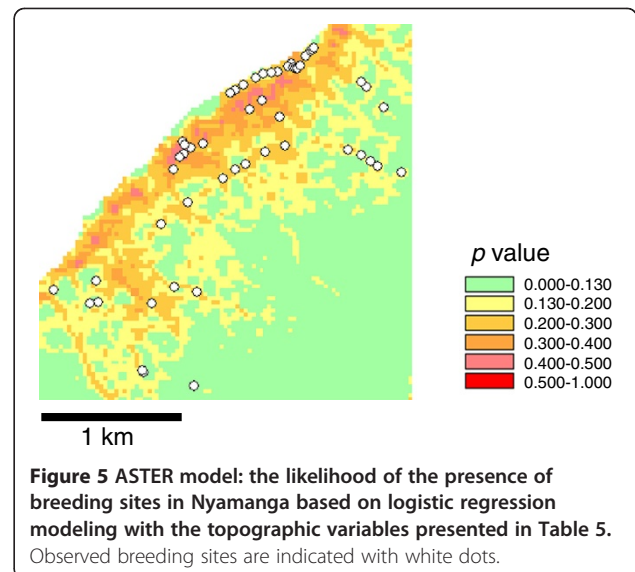 p value
0.000-0.130
0.130-0.200
0.200-0.300
0.300-0.400
0.400-0.500
0.500-1.000
1 km
Figure 5 ASTER model: the likelihood of the presence of
breeding sites in Nyamanga based on logistic regression
modeling with the topographic variables presented in Table 5.
Observed breeding sites are indicated with white dots.